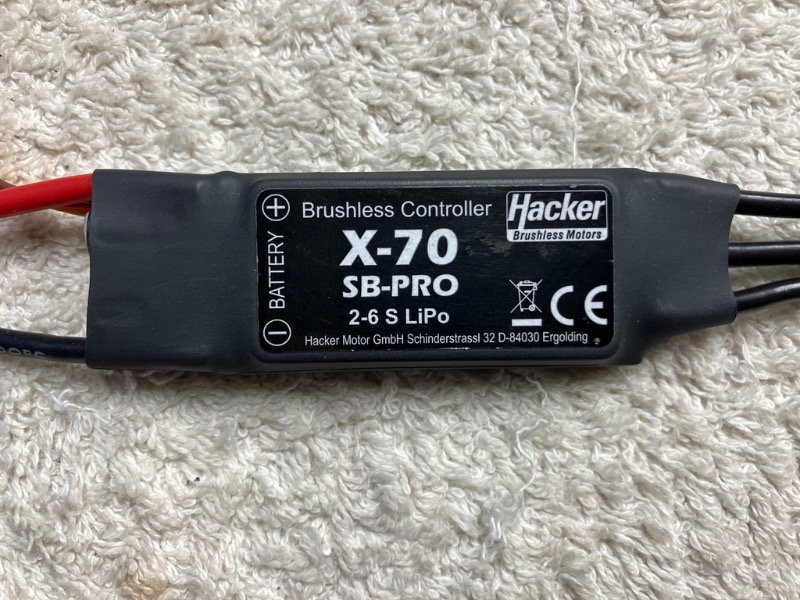 Brushless Controller
Hacker
Brushless Motors
X-70
SB-PRO
2-6 S LiPo
BATTERY
CE
Hacker Motor GmbH Schinderstrassl 32 D-84030 Ergolding